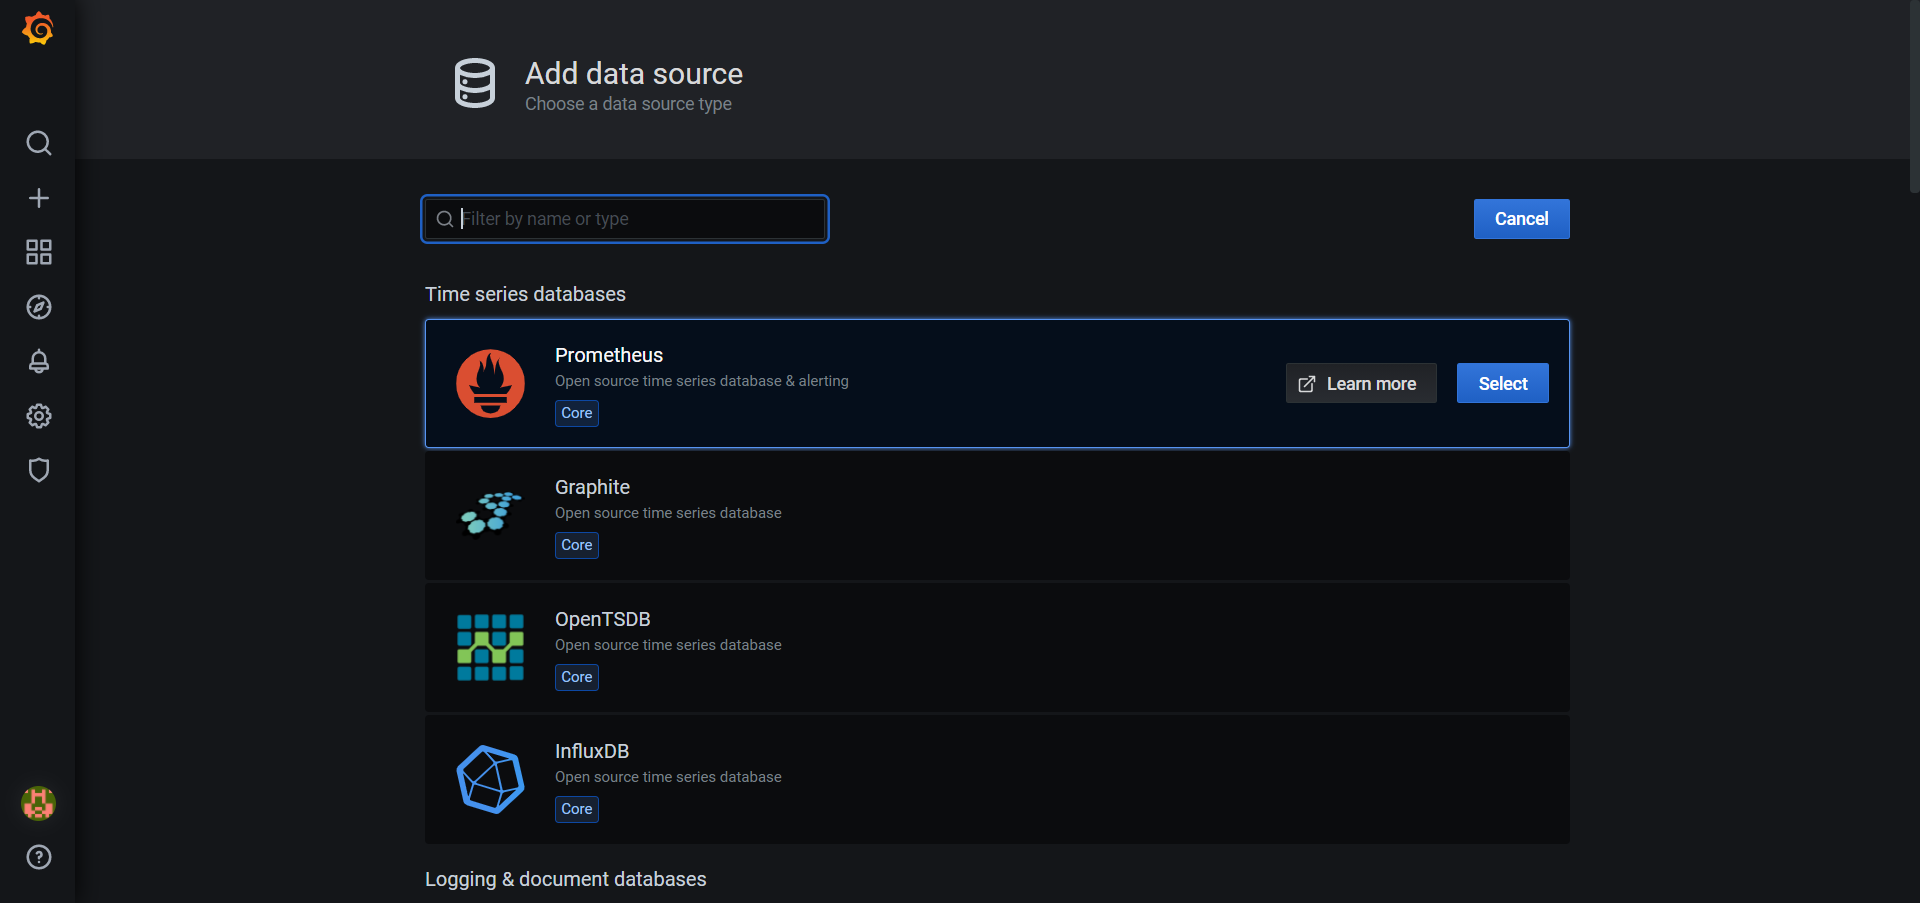 Add data source
Choose a data source type
Filter by name or type
Cancel
Time series databases
Prometheus
Open source time series database & alerting
Core
Learn more
Select
Graphite
Open source time series database
Core
OpenTSDB
Open source time series database
Core
InfluxDB
Open source time series database
Core
Logging & document databases